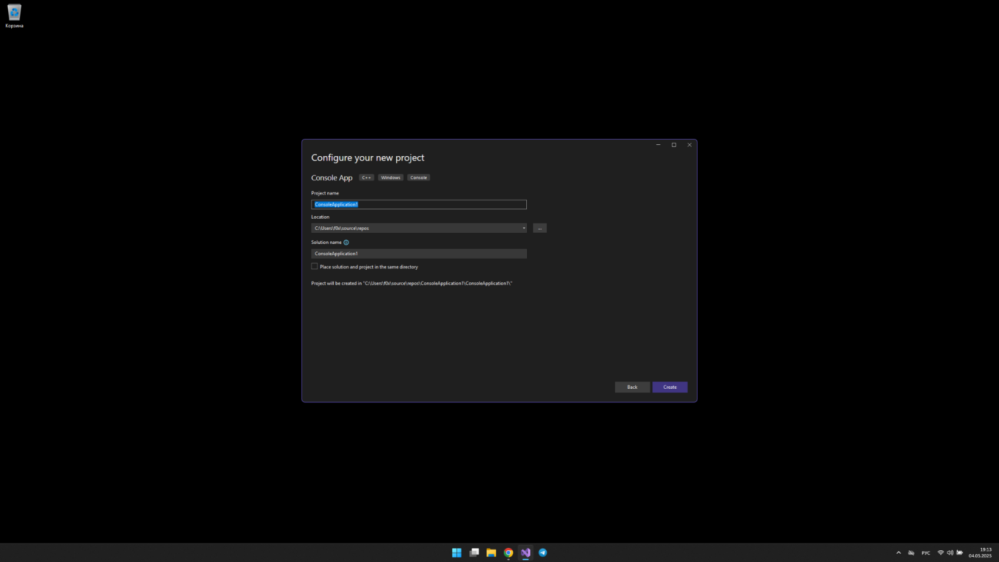 Корзина
Configure your new project
Console App C++ Windows Console
Project name
ConsoleApplication1
Location
C:\Users\f0x\source\repos
...
Solution name
ConsoleApplication1
Place solution and project in the same directory
Project will be created in "C:\Users\f0x\source\repos\ConsoleApplication1\ConsoleApplication1\"
Back Create
РУС
19:13
04.05.2025